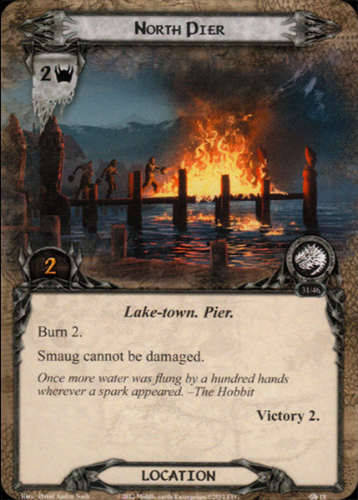 NORTH PIER
2
2
31/46
Lake-town. Pier.
Burn 2.
Smaug cannot be damaged.
Once more water was flung by a hundred hands
wherever a spark appeared. –The Hobbit
Victory 2.
LOCATION